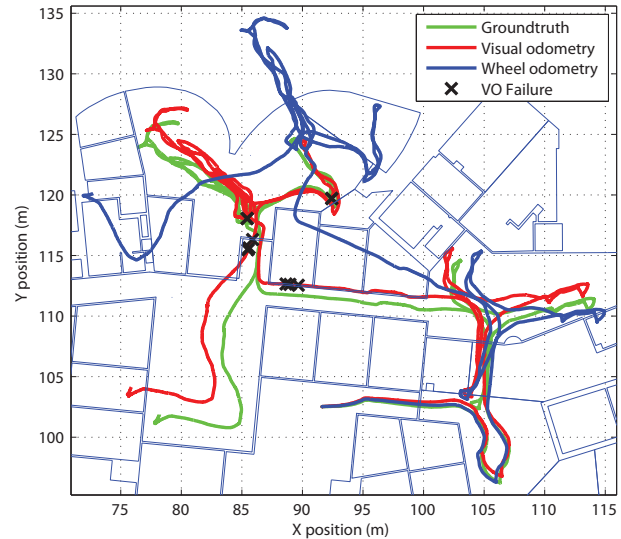 Groundtruth
Visual odometry
Wheel odometry
VO Failure
135
130
125
120
115
110
105
100
Y position (m)
75 80 85 90 95 100 105 110 115
X position (m)